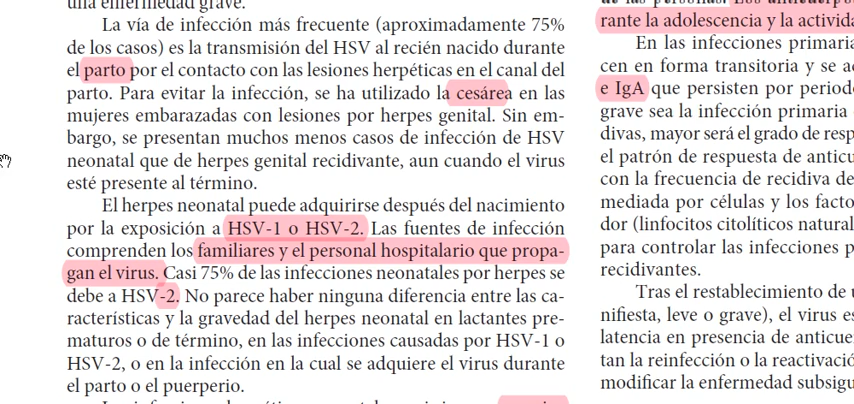 una enfermedad grave.
La vía de infección más frecuente (aproximadamente 75%
de los casos) es la transmisión del HSV al recién nacido durante
el parto por el contacto con las lesiones herpéticas en el canal del
parto. Para evitar la infección, se ha utilizado la cesárea en las
mujeres embarazadas con lesiones por herpes genital. Sin em-
bargo, se presentan muchos menos casos de infección de HSV
neonatal que de herpes genital recidivante, aun cuando el virus
esté presente al término.
El herpes neonatal puede adquirirse después del nacimiento
por la exposición a HSV-1 o HSV-2. Las fuentes de infección
comprenden los familiares y el personal hospitalario que propa-
gan el virus. Casi 75% de las infecciones neonatales por herpes se
debe a HSV-2. No parece haber ninguna diferencia entre las ca-
racterísticas y la gravedad del herpes neonatal en lactantes pre-
maturos o de término, en las infecciones causadas por HSV-1 o
HSV-2, o en la infección en la cual se adquiere el virus durante
el parto o el puerperio.
rante la adolescencia y la activida
En las infecciones primaria
cen en forma transitoria y se ac
e IgA que persisten por periodo
grave sea la infección primaria
divas, mayor será el grado de resp
el patrón de respuesta de anticu
con la frecuencia de recidiva de
mediada por células y los facto
dor (linfocitos citolíticos natural
para controlar las infecciones p
recidivantes.
Tras el restablecimiento de u
nifiesta, leve o grave), el virus es
latencia en presencia de anticue
tan la reinfección o la reactivació
modificar la enfermedad subsigu